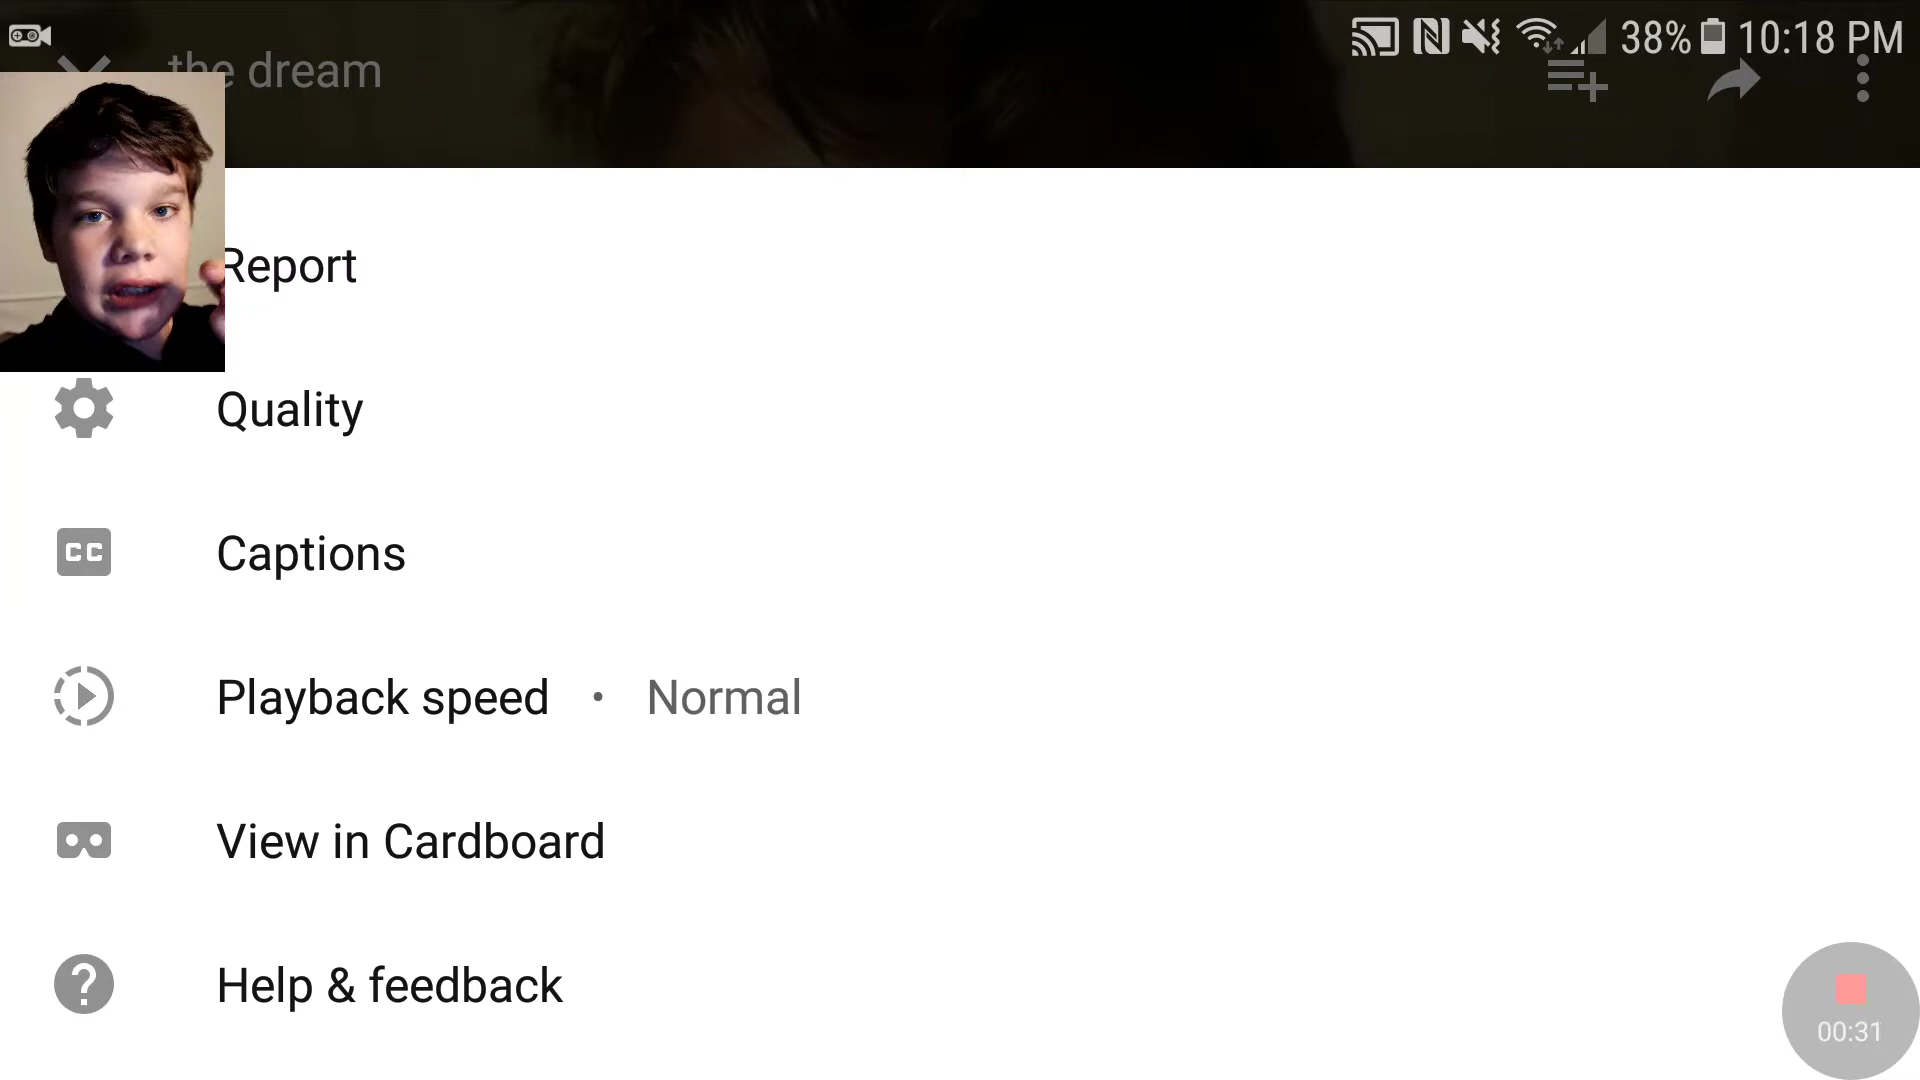 38% 10:18 PM
the dream
Report
Quality
CC Captions
Playback speed • Normal
View in Cardboard
? Help & feedback
00:31